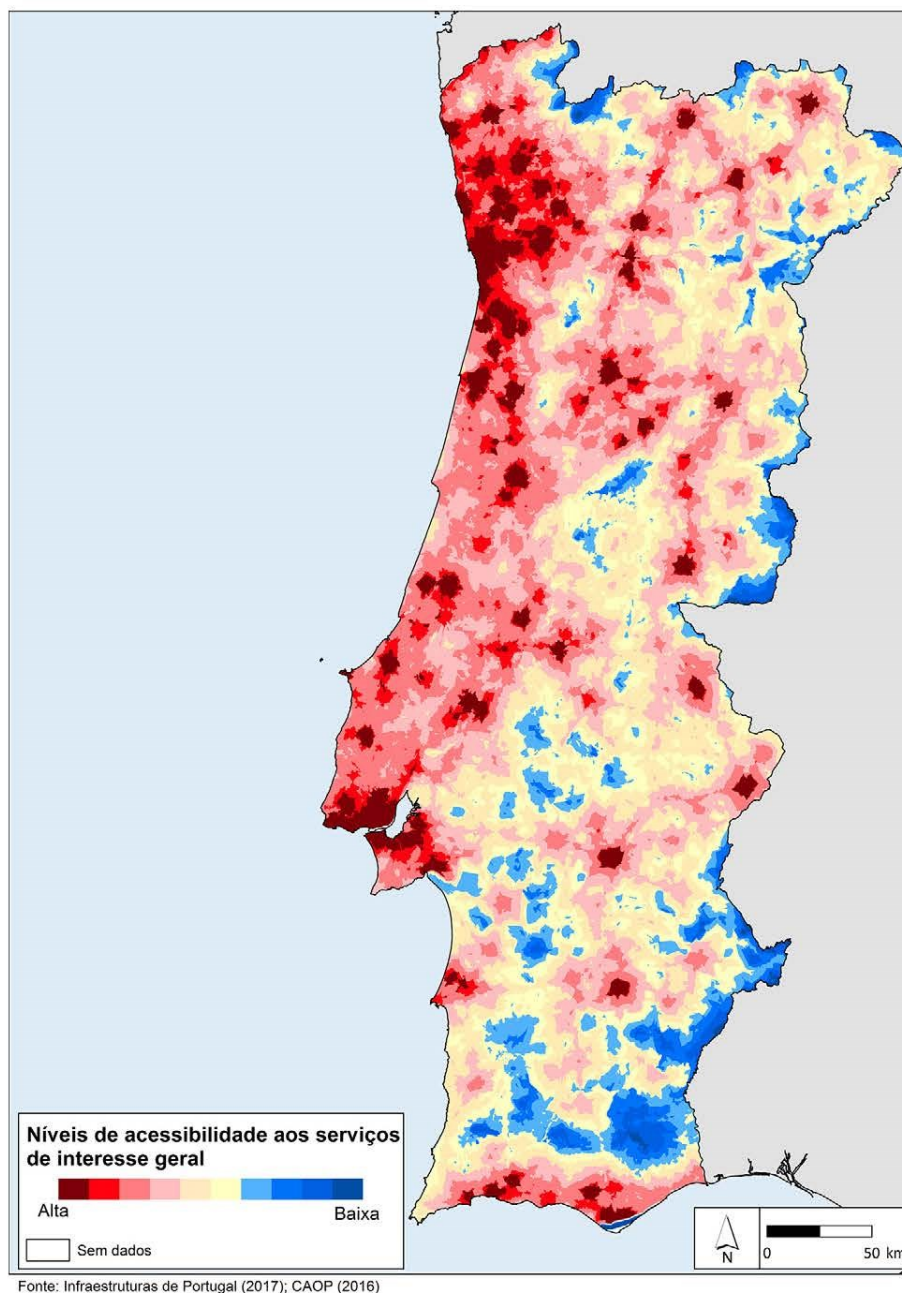 Níveis de acessibilidade aos serviços
de interesse geral
Alta
Baixa
Sem dados
N
0
50 km
Fonte: Infraestruturas de Portugal (2017); CAOP (2016)